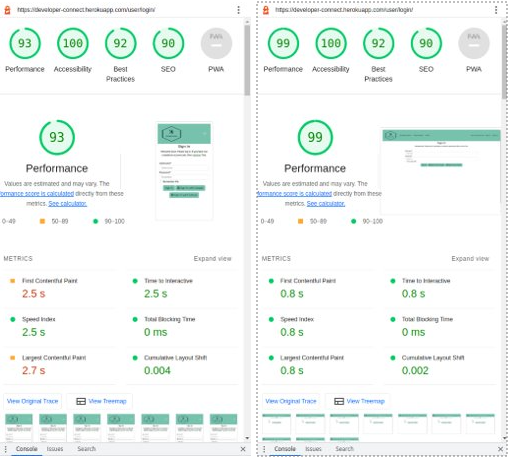 https://developer-connect.herokuapp.com/user/login/
93
100
92
90
PWA
Performance
Accessibility
Best
Practices
SEO
PWA
93
Performance
Values are estimated and may vary. The
formance score is calculated directly from these
metrics. See calculator.
0–49
50–89
90–100
METRICS
Expand view
First Contentful Paint
2.5 s
Time to Interactive
2.5 s
Speed Index
2.5 s
Total Blocking Time
0 ms
Largest Contentful Paint
2.7 s
Cumulative Layout Shift
0.004
View Original Trace
View Treemap
Console
Issues
Search
https://developer-connect.herokuapp.com/user/login/
99
100
92
90
PWA
Performance
Accessibility
Best
Practices
SEO
PWA
99
Performance
Values are estimated and may vary. The
formance score is calculated directly from these
metrics. See calculator.
0–49
50–89
90–100
METRICS
Expand view
First Contentful Paint
0.8 s
Time to Interactive
0.8 s
Speed Index
0.8 s
Total Blocking Time
0 ms
Largest Contentful Paint
0.8 s
Cumulative Layout Shift
0.002
View Original Trace
View Treemap
Console
Issues
Search